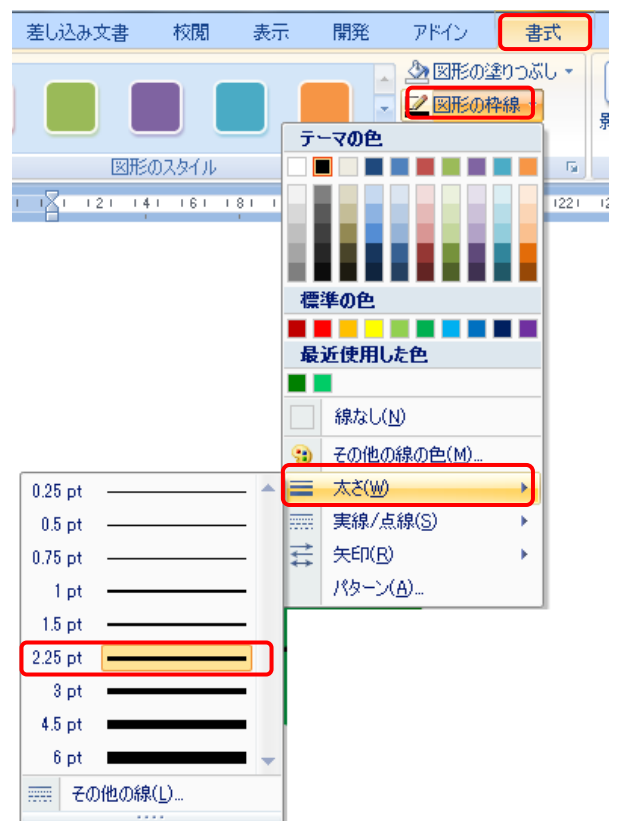 差し込み文書 校閲 表示 開発 アドイン 書式
図形の塗りつぶし
図形の枠線
図形のスタイル
テーマの色
標準の色
最近使用した色
線なし(N)
その他の線の色(M)...
太さ(W)
実線/点線(S)
矢印(R)
パターン(A)...
0.25 pt
0.5 pt
0.75 pt
1 pt
1.5 pt
2.25 pt
3 pt
4.5 pt
6 pt
その他の線(L)...